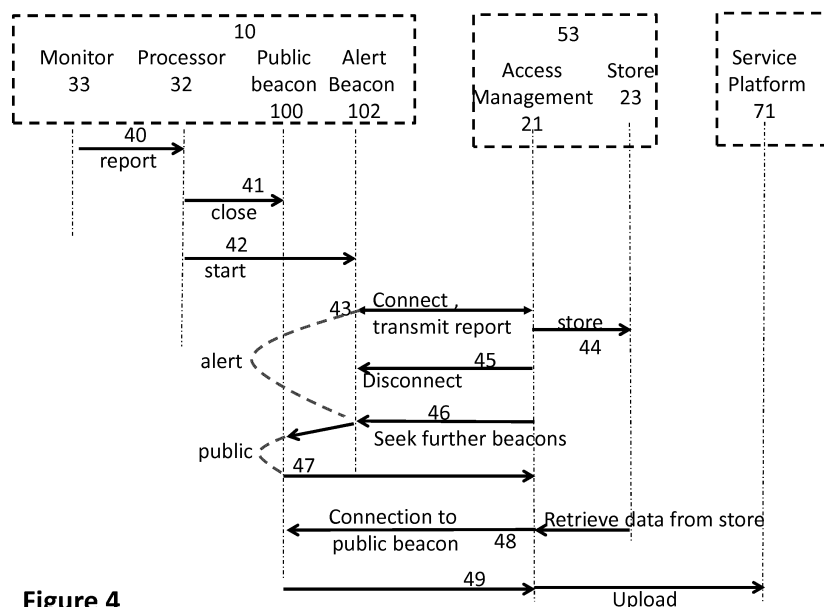 10
53
Monitor
33
Processor
32
Public
beacon
100
Alert
Beacon
102
Access
Management
21
Store
23
Service
Platform
71
40
report
41
close
42
start
43
Connect ,
transmit report
store
44
alert
45
Disconnect
46
Seek further beacons
public
47
Connection to
public beacon
48
Retrieve data from store
49
Upload
Figure 4